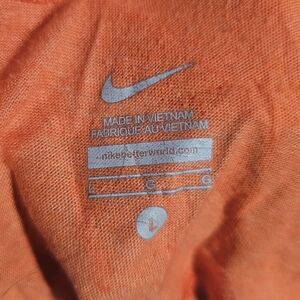 MADE IN VIETNAM
FABRIQUÉ AU VIETNAM
nikebetterworld.com
L G G
L